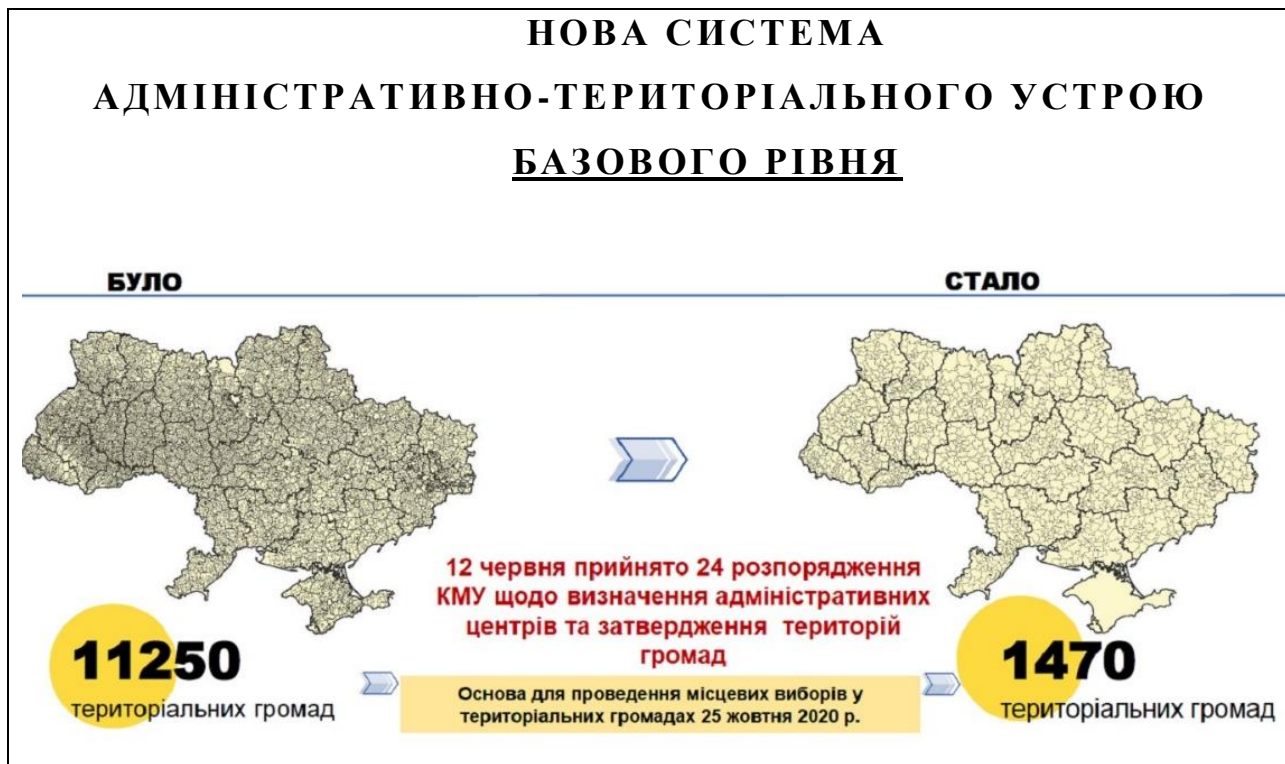 НОВА СИСТЕМА
АДМІНІСТРАТИВНО-ТЕРИТОРІАЛЬНОГО УСТРОЮ
БАЗОВОГО РІВНЯ
БУЛО
СТАЛО
12 червня прийнято 24 розпорядження
КМУ щодо визначення адміністративних
центрів та затвердження територій
громад
11250
територіальних громад
Основа для проведення місцевих виборів у
територіальних громадах 25 жовтня 2020 р.
1470
територіальних громад